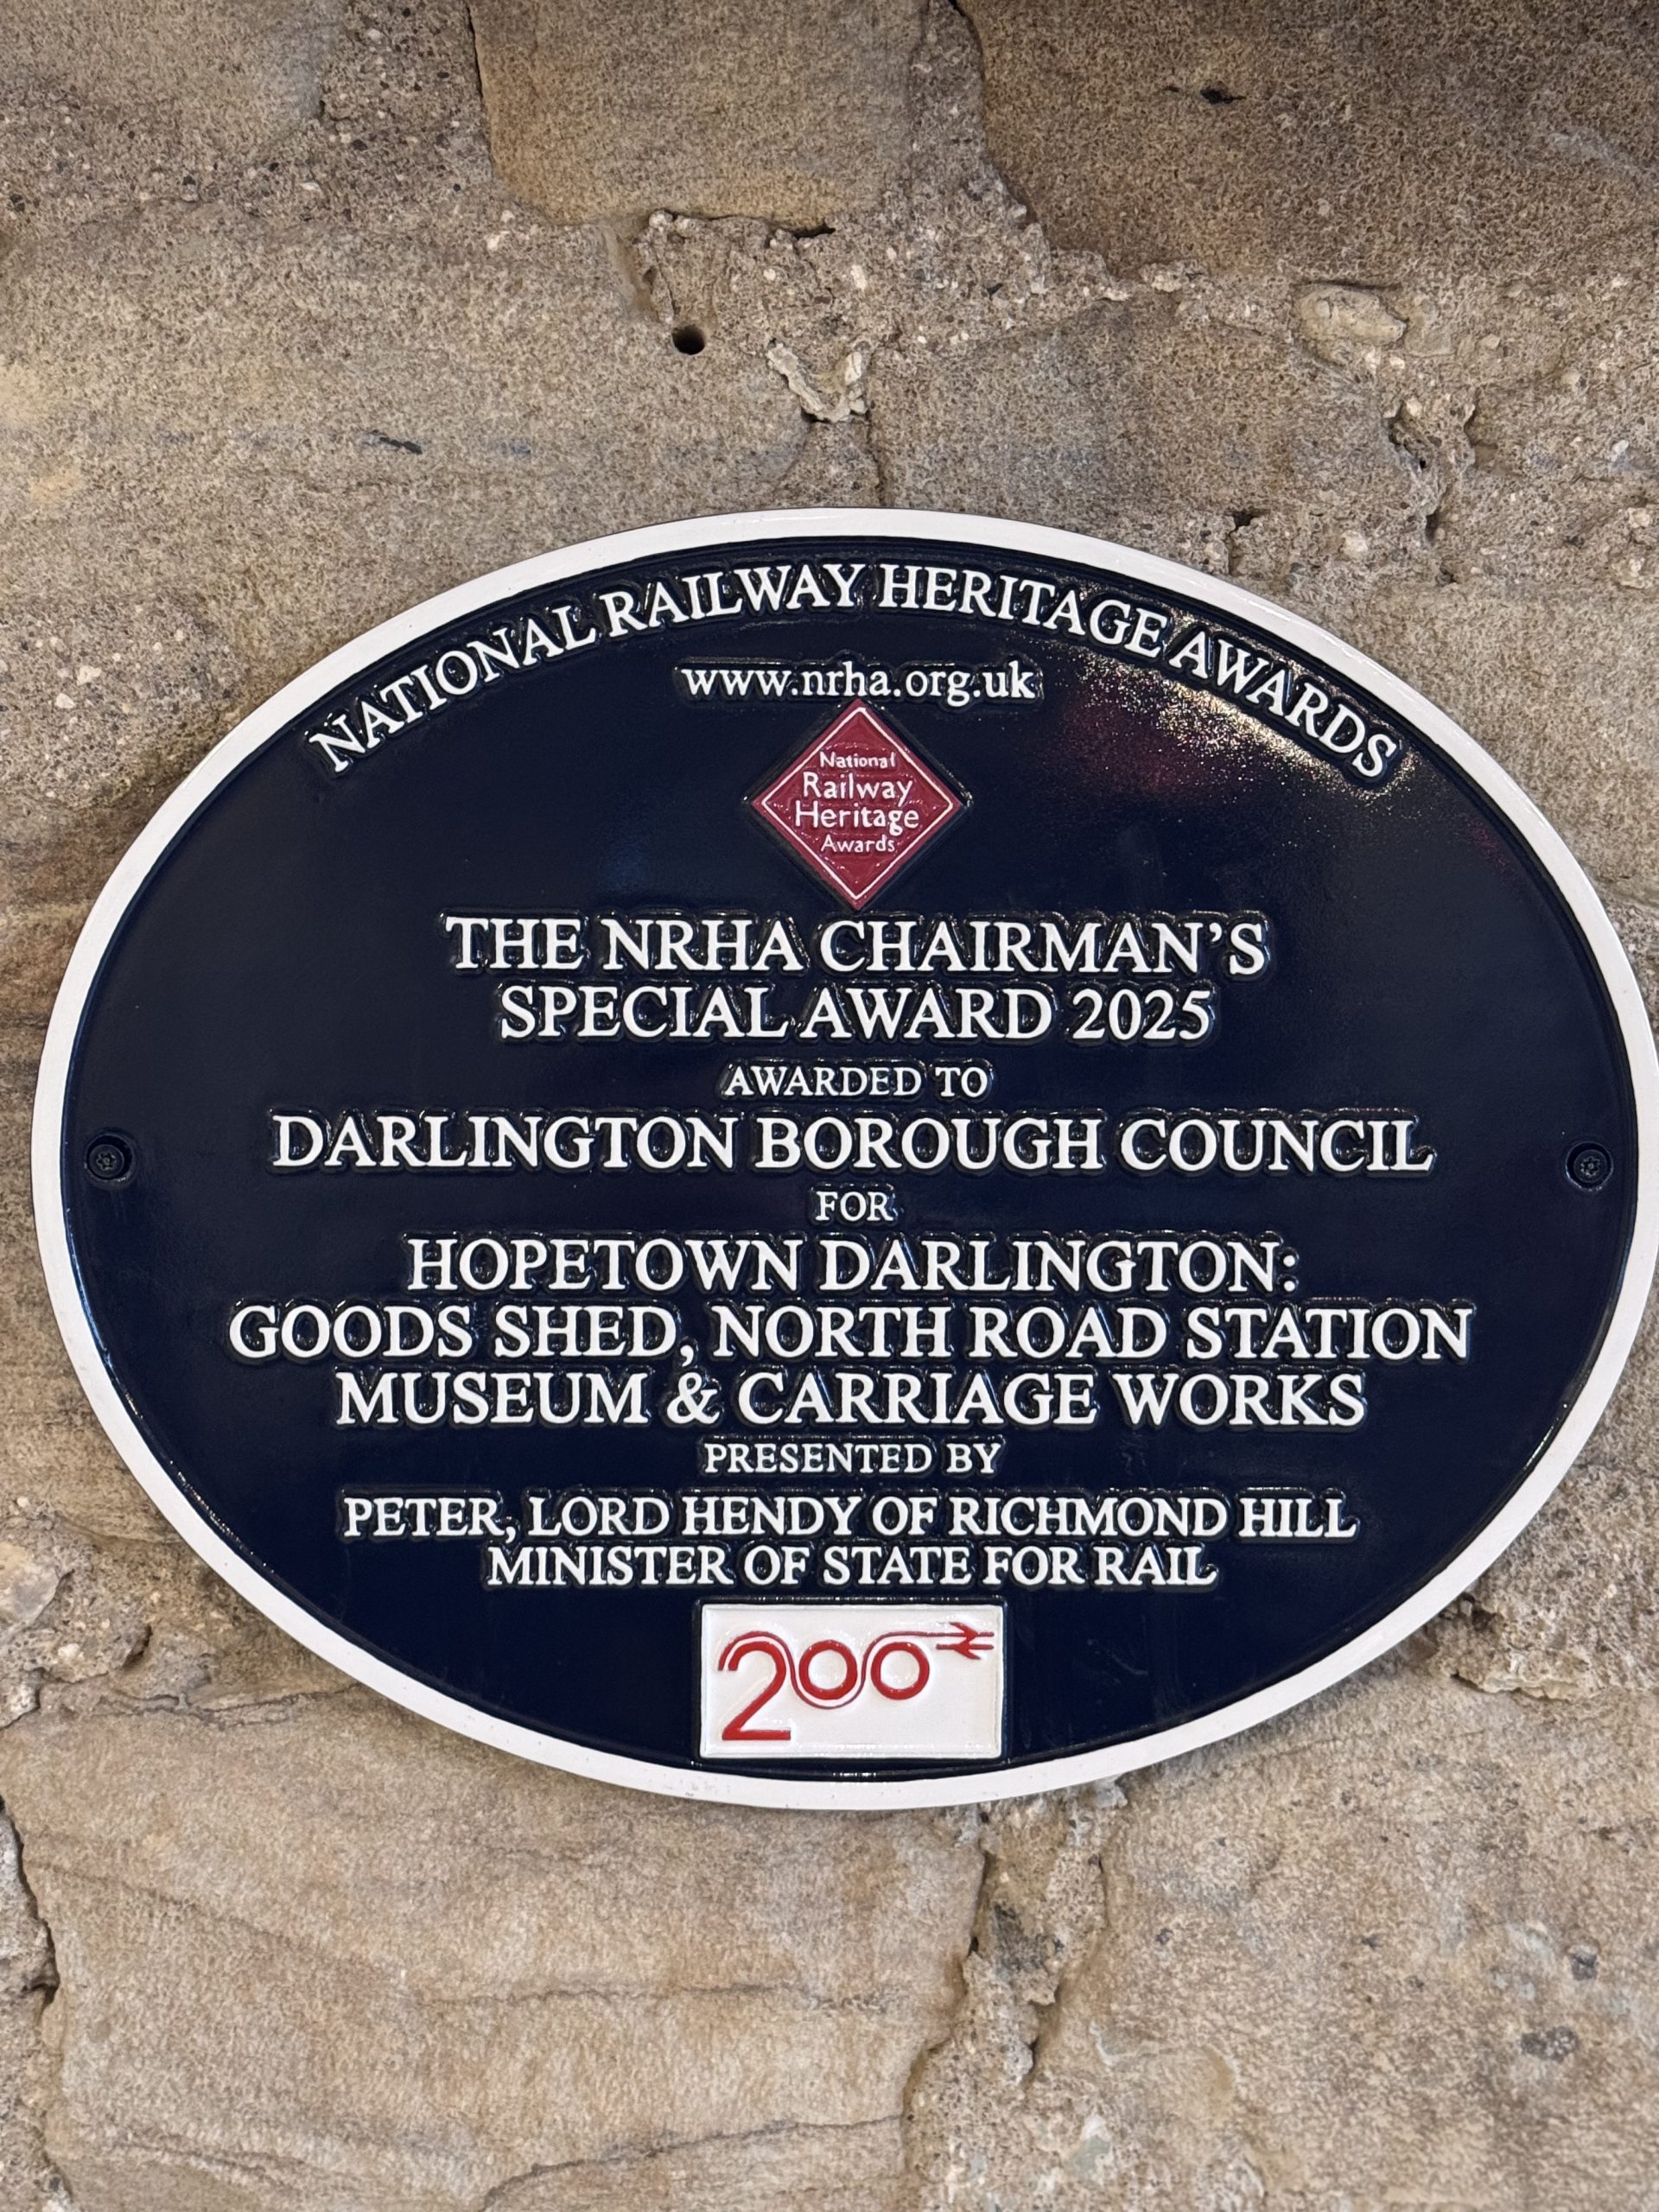 NATIONAL RAILWAY HERITAGE AWARDS
www.nrha.org.uk
National
Railway
Heritage
Awards
THE NRHA CHAIRMAN'S
SPECIAL AWARD 2025
AWARDED TO
DARLINGTON BOROUGH COUNCIL
FOR
HOPETOWN DARLINGTON:
GOODS SHED, NORTH ROAD STATION
MUSEUM & CARRIAGE WORKS
PRESENTED BY
PETER, LORD HENDY OF RICHMOND HILL
MINISTER OF STATE FOR RAIL
200